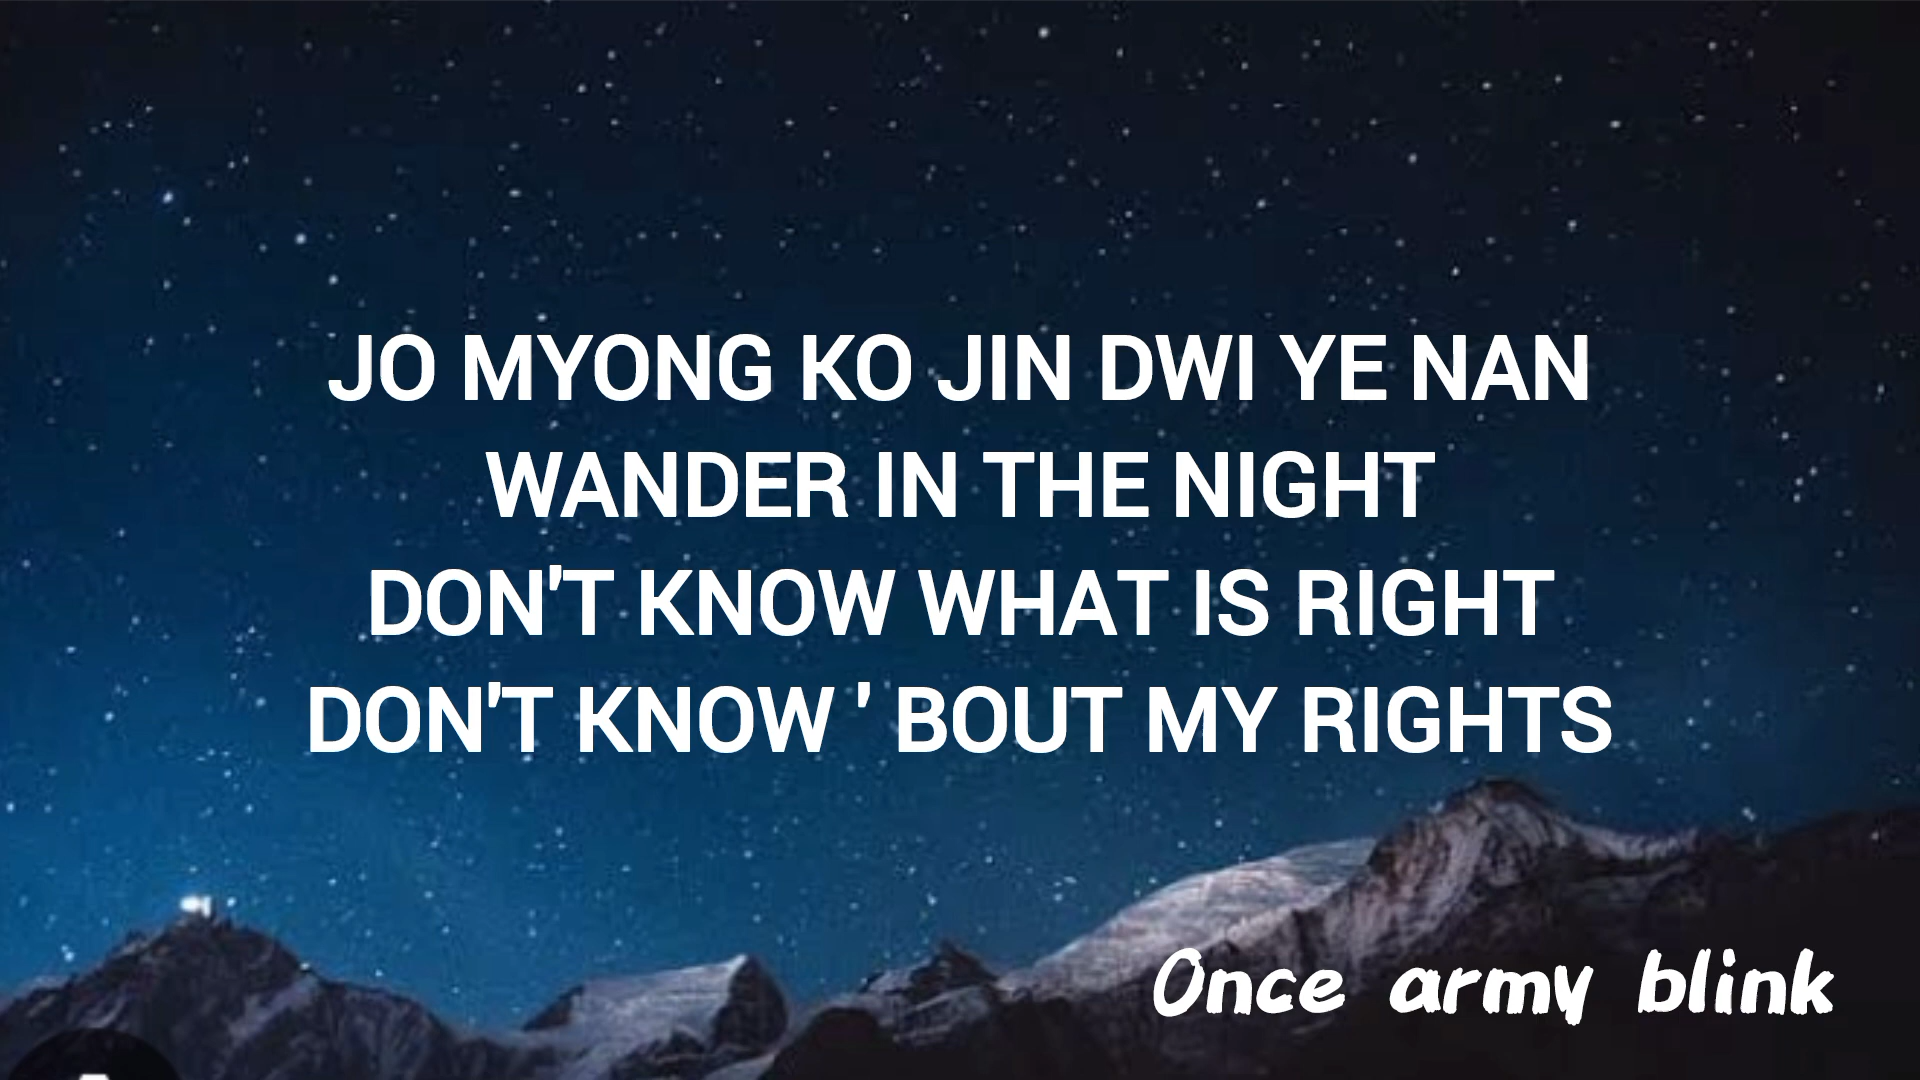 JO MYONG KO JIN DWI YE NAN
WANDER IN THE NIGHT
DON'T KNOW WHAT IS RIGHT
DON'T KNOW ' BOUT MY RIGHTS
Once army blink